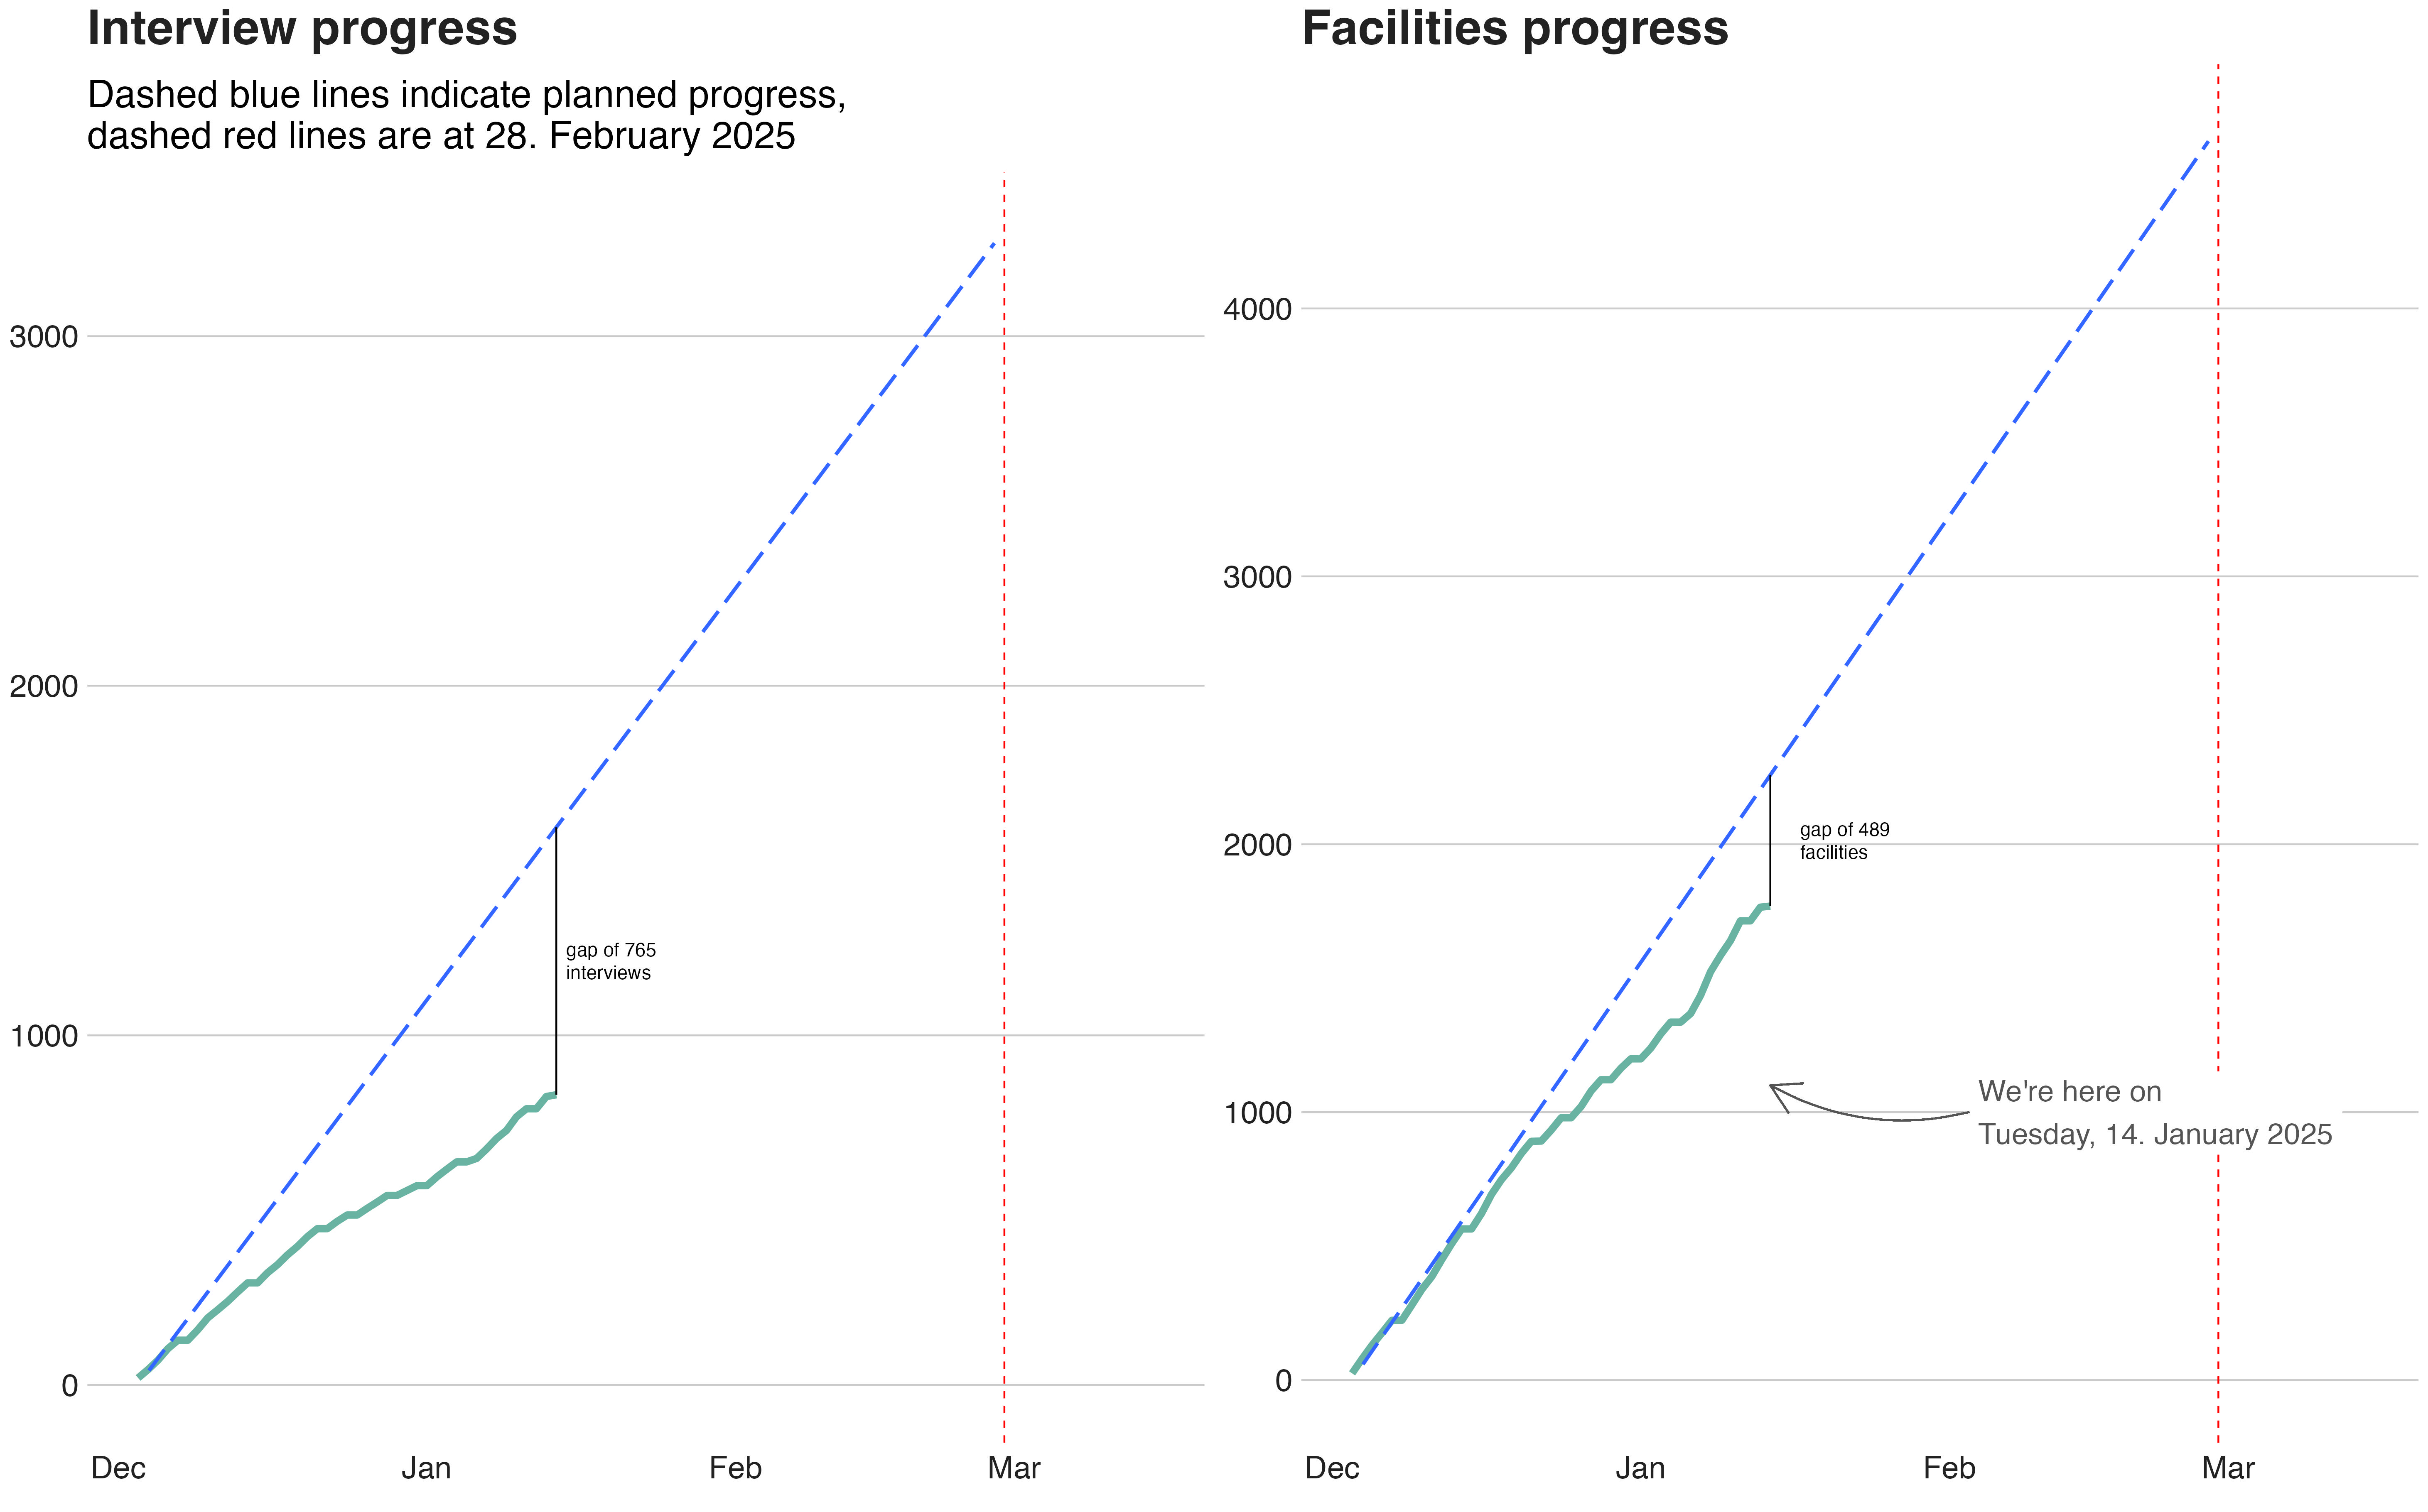 Interview progress
Dashed blue lines indicate planned progress,
dashed red lines are at 28. February 2025
3000
2000
1000
0
gap of 765
interviews
Dec
Jan
Feb
Mar
Facilities progress
4000
3000
2000
1000
0
gap of 489
facilities
We're here on
Tuesday, 14. January 2025
Dec
Jan
Feb
Mar